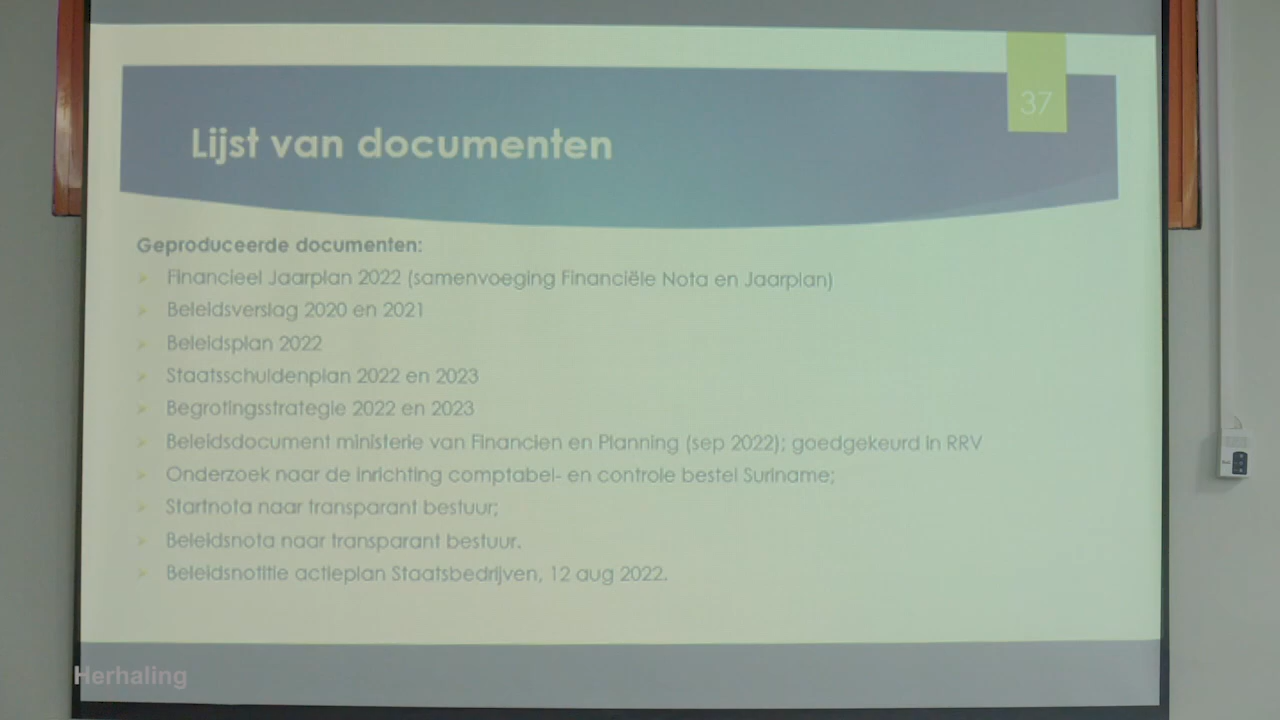 37
Lijst van documenten
Geproduceerde documenten:
Financieel Jaarplan 2022 (samenvoeging Financiële Nota en Jaarplan)
Beleidsverslag 2020 en 2021
Beleidsplan 2022
Staatsschuldenplan 2022 en 2023
Begrotingsstrategie 2022 en 2023
Beleidsdocument ministerie van Financien en Planning (sep 2022); goedgekeurd in RRV
Onderzoek naar de inrichting comptabel- en controle bestel Suriname;
Startnota naar transparant bestuur;
Beleidsnota naar transparant bestuur.
Beleidsnotitie actieplan Staatsbedrijven, 12 aug 2022.
Herhaling